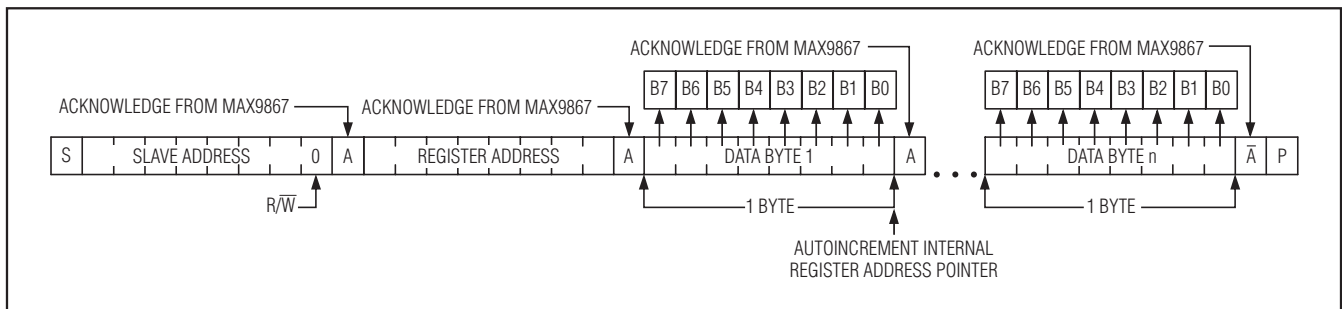 ACKNOWLEDGE FROM MAX9867
ACKNOWLEDGE FROM MAX9867
B7 B6 B5 B4 B3 B2 B1 B0
B7 B6 B5 B4 B3 B2 B1 B0
ACKNOWLEDGE FROM MAX9867
ACKNOWLEDGE FROM MAX9867
S SLAVE ADDRESS 0 A REGISTER ADDRESS A DATA BYTE 1 A DATA BYTE n A̅ P
R/W̅
1 BYTE
1 BYTE
AUTOINCREMENT INTERNAL
REGISTER ADDRESS POINTER